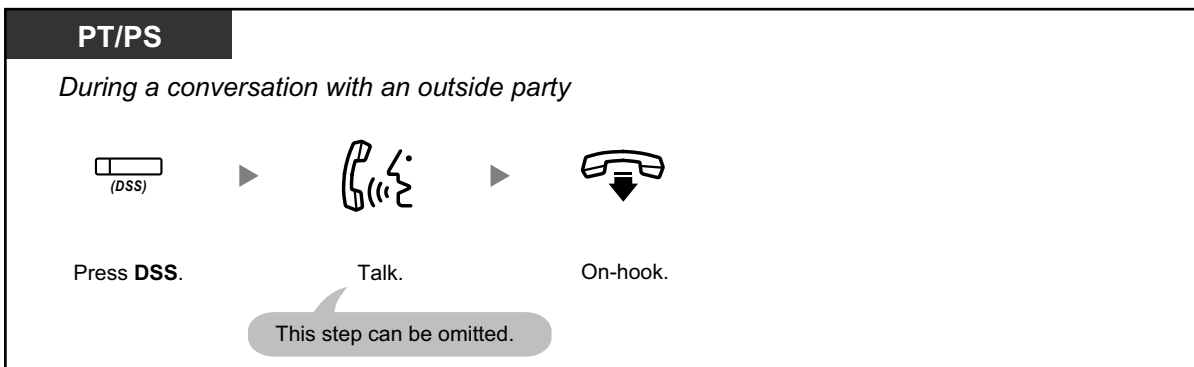 PT/PS
During a conversation with an outside party
(DSS)
Press DSS.
Talk.
On-hook.
This step can be omitted.